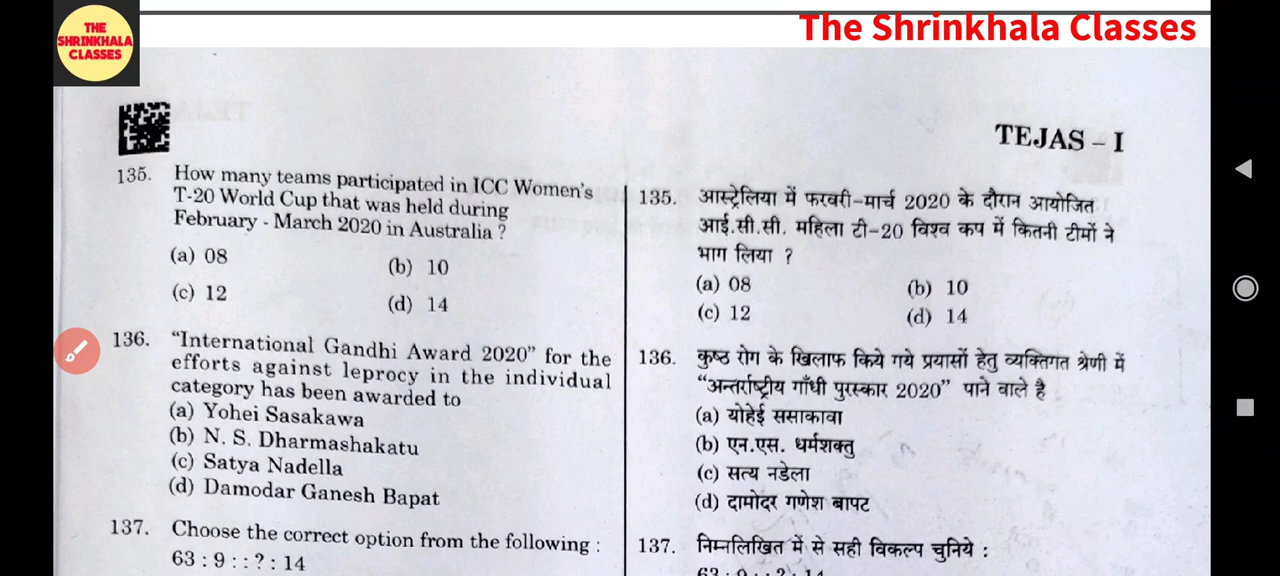 THE
SHRINKHALA
CLASSES
The Shrinkhala Classes
TEJAS – I
135. How many teams participated in ICC Women's
T-20 World Cup that was held during
February - March 2020 in Australia ?
(a) 08
(b) 10
(c) 12
(d) 14
136. "International Gandhi Award 2020" for the
efforts against leprocy in the individual
category has been awarded to
(a) Yohei Sasakawa
(b) N. S. Dharmashakatu
(c) Satya Nadella
(d) Damodar Ganesh Bapat
137. Choose the correct option from the following :
63 : 9 : : ? : 14
135. आस्ट्रेलिया में फरवरी–मार्च 2020 के दौरान आयोजित
आई.सी.सी. महिला टी–20 विश्व कप में कितनी टीमों ने
भाग लिया ?
(a) 08
(b) 10
(c) 12
(d) 14
136. कुष्ठ रोग के खिलाफ किये गये प्रयासों हेतु व्यक्तिगत श्रेणी में
"अन्तर्राष्ट्रीय गाँधी पुरस्कार 2020" पाने वाले है
(a) योहेई ससाकावा
(b) एन.एस. धर्मशक्तु
(c) सत्य नडेला
(d) दामोदर गणेश बापट
137. निम्नलिखित में से सही विकल्प चुनिये :
63 : 9 : : ? : 14